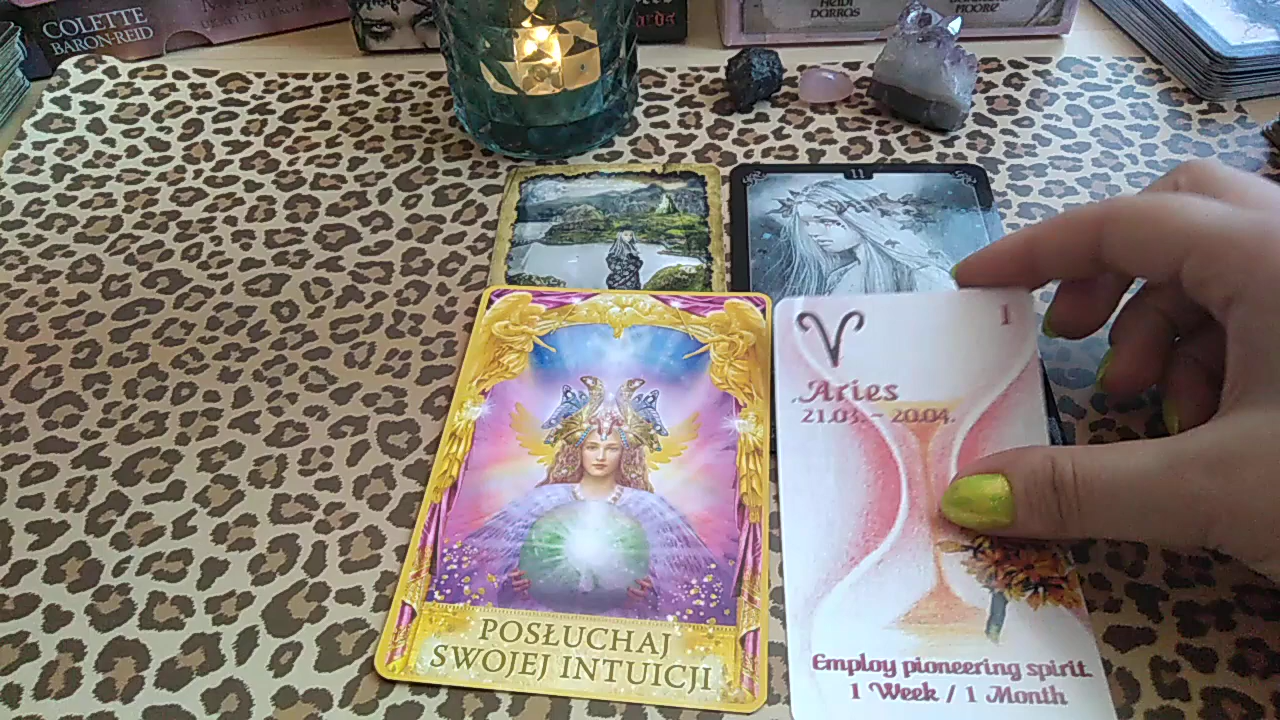 COLETTE
BARON-REID
HEIDI
DARRAS
MOORE
11
POSŁUCHAJ
SWOJEJ INTUICJI
1
Aries
21.03. - 20.04.
Employ pioneering spirit.
1 Week / 1 Month